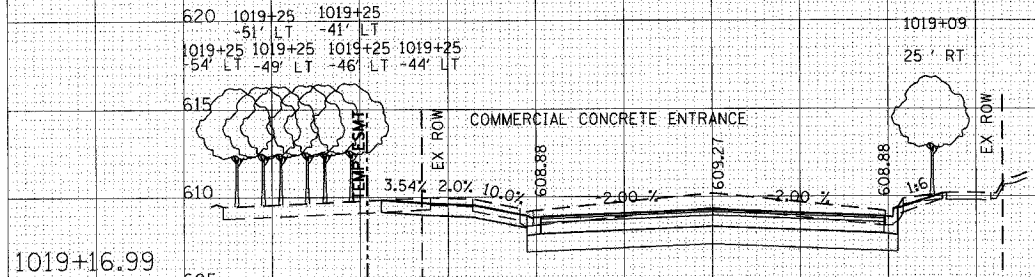 620
1019+25
-51' LT
1019+25
-41' LT
1019+09
1019+25
-54' LT
1019+25
-49' LT
1019+25
-46' LT
1019+25
-44' LT
25 ' RT
615
TEMP ESMT
EX ROW
COMMERCIAL CONCRETE ENTRANCE
608.88
609.27
608.88
EX ROW
610
3.54%
2.0%
10.0%
-2.00 %
-2.00 %
1:6
1019+16.99
605